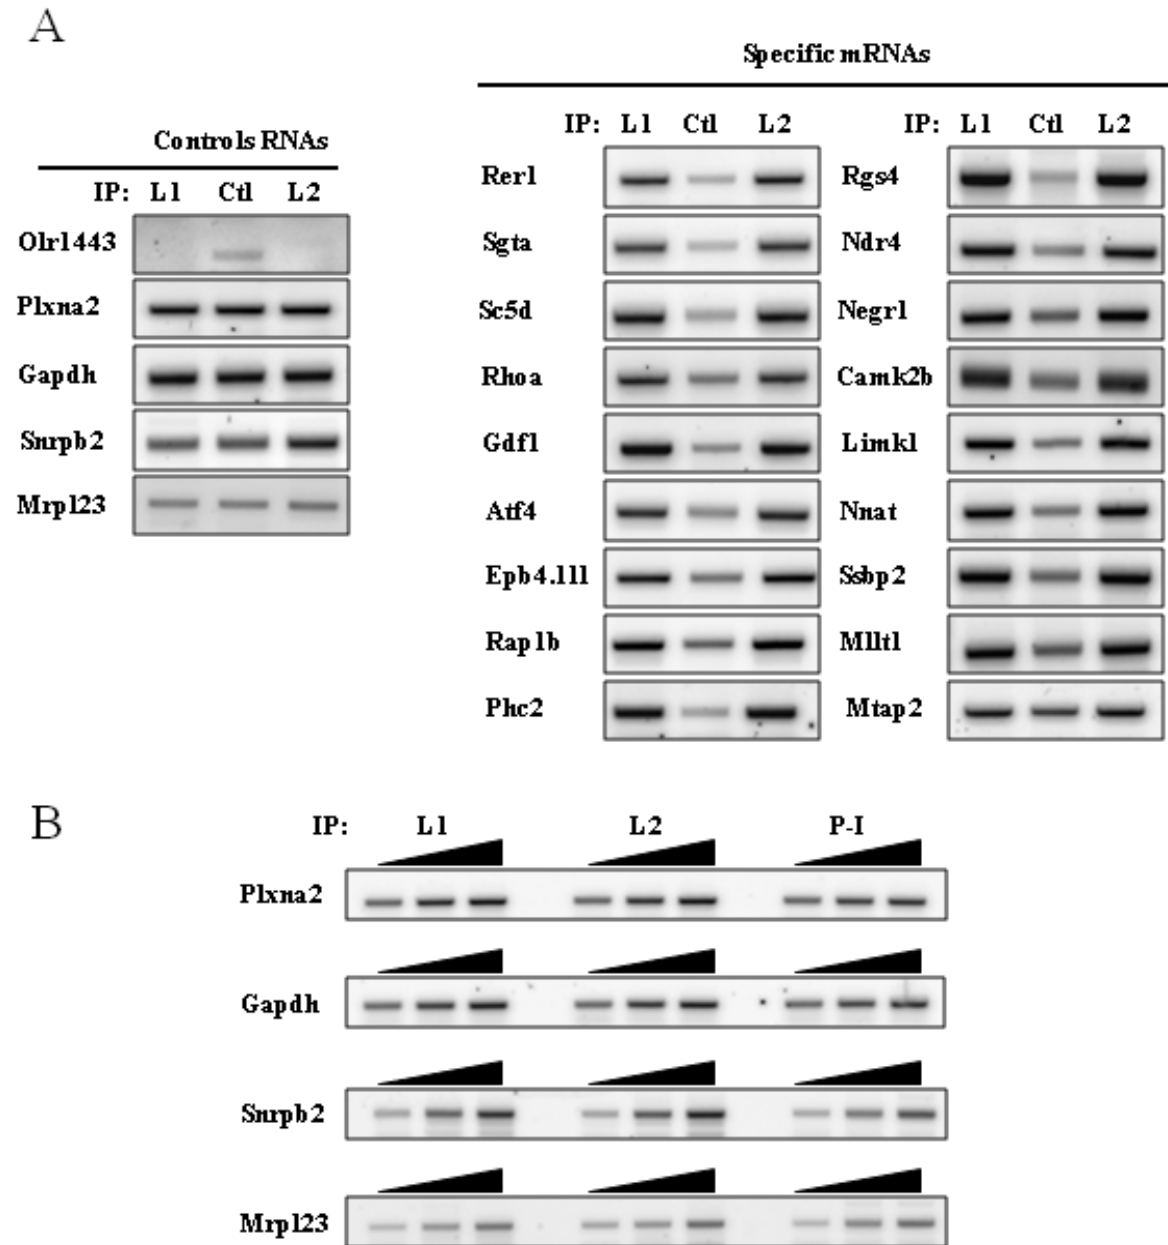 A
Specific mRNAs
Controls RNAs
IP: L1 Ctl L2
Olr1443
Plxna2
Gapdh
Snrpb2
Mrpl23
IP: L1 Ctl L2
Rer1
Sgta
Sc5d
Rhoa
Gdf1
Atf4
Epb4.1l1
Rap1b
Phc2
IP: L1 Ctl L2
Rgs4
Ndr4
Negr1
Camk2b
Limk1
Nnat
Ssbp2
Mllt1
Mtap2
B
IP: L1 L2 P-I
Plxna2
Gapdh
Snrpb2
Mrpl23